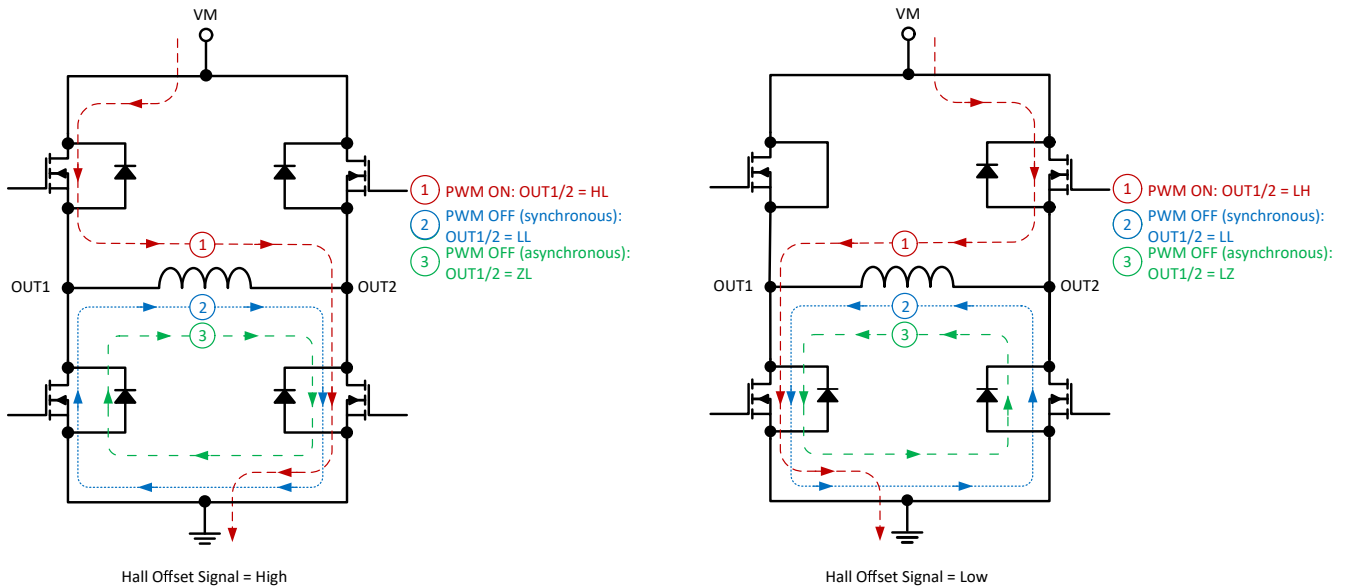 VM
1 PWM ON: OUT1/2 = HL
2 PWM OFF (synchronous):
OUT1/2 = LL
3 PWM OFF (asynchronous):
OUT1/2 = ZL
1
OUT1
OUT2
2
3
Hall Offset Signal = High
VM
1 PWM ON: OUT1/2 = LH
2 PWM OFF (synchronous):
OUT1/2 = LL
3 PWM OFF (asynchronous):
OUT1/2 = LZ
1
OUT1
OUT2
2
3
Hall Offset Signal = Low